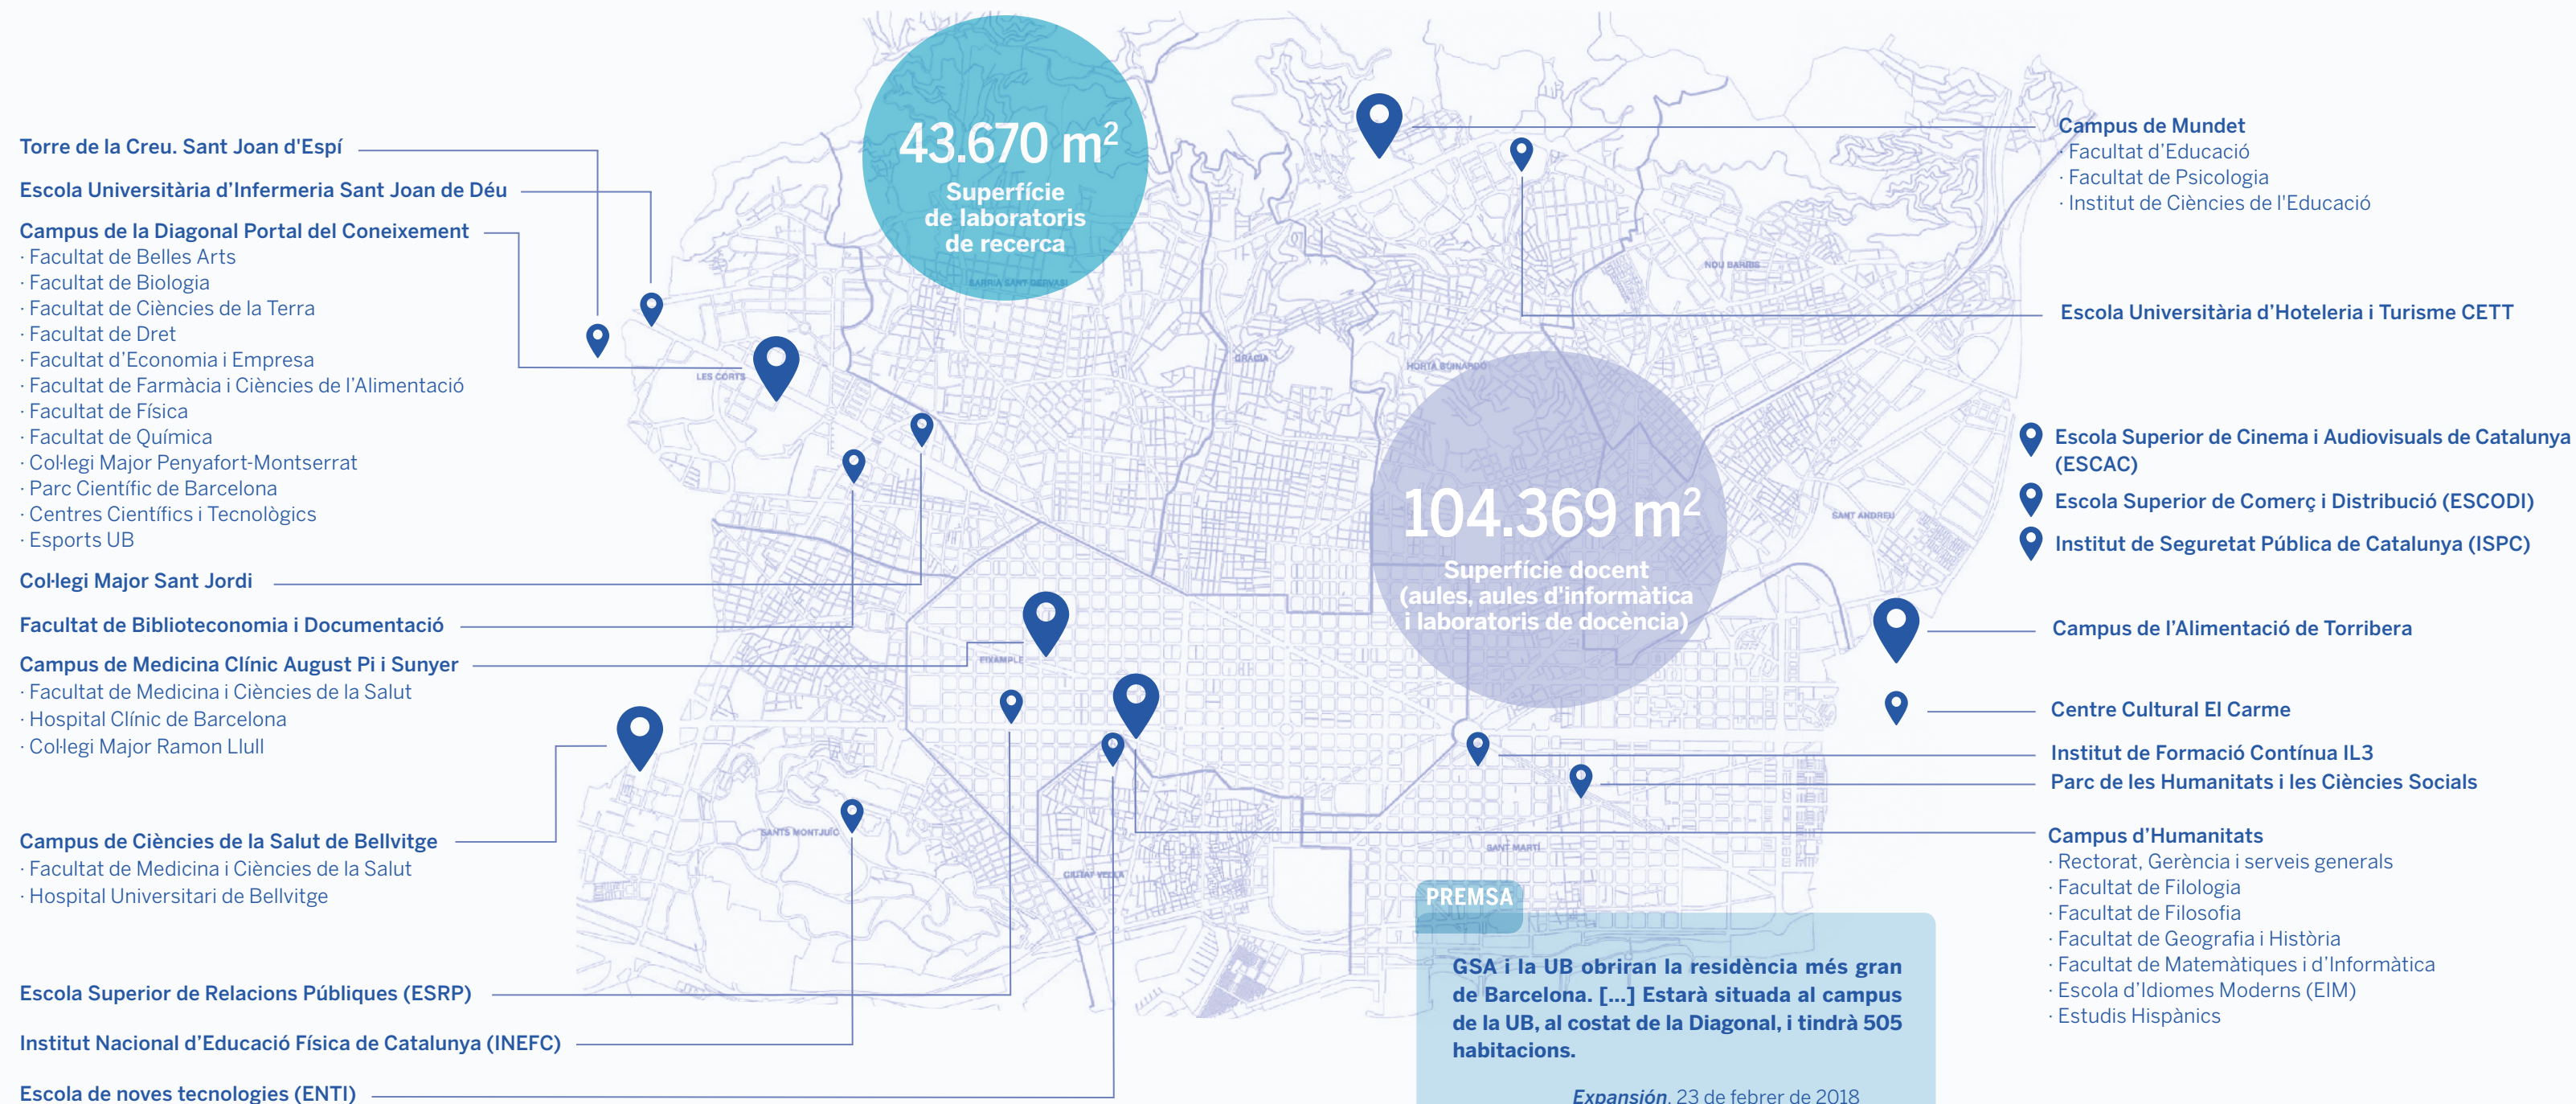 43.670 m²
Superfície
de laboratoris
de recerca
Torre de la Creu. Sant Joan d'Espí
Escola Universitària d’Infermeria Sant Joan de Déu
Campus de la Diagonal Portal del Coneixement
· Facultat de Belles Arts
· Facultat de Biologia
· Facultat de Ciències de la Terra
· Facultat de Dret
· Facultat d’Economia i Empresa
· Facultat de Farmàcia i Ciències de l’Alimentació
· Facultat de Física
· Facultat de Química
· Col·legi Major Penyafort-Montserrat
· Parc Científic de Barcelona
· Centres Científics i Tecnològics
· Esports UB
Col·legi Major Sant Jordi
Facultat de Biblioteconomia i Documentació
Campus de Medicina Clínic August Pi i Sunyer
· Facultat de Medicina i Ciències de la Salut
· Hospital Clínic de Barcelona
· Col·legi Major Ramon Llull
Campus de Ciències de la Salut de Bellvitge
· Facultat de Medicina i Ciències de la Salut
· Hospital Universitari de Bellvitge
Escola Superior de Relacions Públiques (ESRP)
Institut Nacional d’Educació Física de Catalunya (INEFC)
Escola de noves tecnologies (ENTI)
SARRIÀ SANT GERVASI
LES CORTS
GRÀCIA
HORTA GUINARDÓ
NOU BARRIS
SANT ANDREU
EIXAMPLE
SANTS MONTJUÏC
CIUTAT VELLA
SANT MARTÍ
104.369 m²
Superfície docent
(aules, aules d'informàtica
i laboratoris de docència)
PREMSA
GSA i la UB obriran la residència més gran
de Barcelona. [...] Estarà situada al campus
de la UB, al costat de la Diagonal, i tindrà 505
habitacions.
Expansión, 23 de febrer de 2018
Campus de Mundet
· Facultat d’Educació
· Facultat de Psicologia
· Institut de Ciències de l'Educació
Escola Universitària d’Hoteleria i Turisme CETT
Escola Superior de Cinema i Audiovisuals de Catalunya
(ESCAC)
Escola Superior de Comerç i Distribució (ESCODI)
Institut de Seguretat Pública de Catalunya (ISPC)
Campus de l’Alimentació de Torribera
Centre Cultural El Carme
Institut de Formació Contínua IL3
Parc de les Humanitats i les Ciències Socials
Campus d’Humanitats
· Rectorat, Gerència i serveis generals
· Facultat de Filologia
· Facultat de Filosofia
· Facultat de Geografia i Història
· Facultat de Matemàtiques i d’Informàtica
· Escola d’Idiomes Moderns (EIM)
· Estudis Hispànics